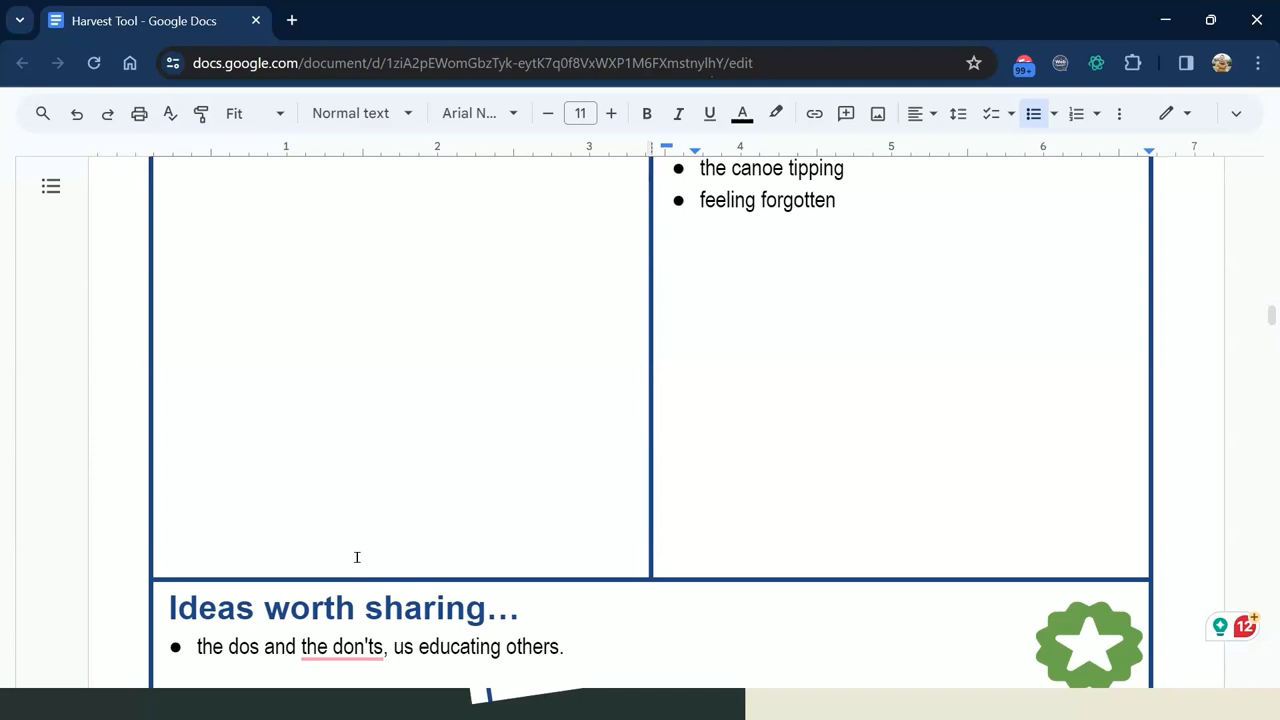 Harvest Tool - Google Docs
docs.google.com/document/d/1ziA2pEWomGbzTyk-eytK7q0f8VxWXP1M6FXmstnylhY/edit
99+
Fit
Normal text
Arial N...
11
B I U A
1 2 3 4 5 6 7
the canoe tipping
feeling forgotten
Ideas worth sharing…
the dos and the don'ts, us educating others.
12